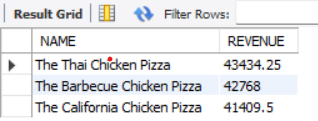 Result Grid Filter Rows:
NAME REVENUE
The Thai Chicken Pizza 43434.25
The Barbecue Chicken Pizza 42768
The California Chicken Pizza 41409.5